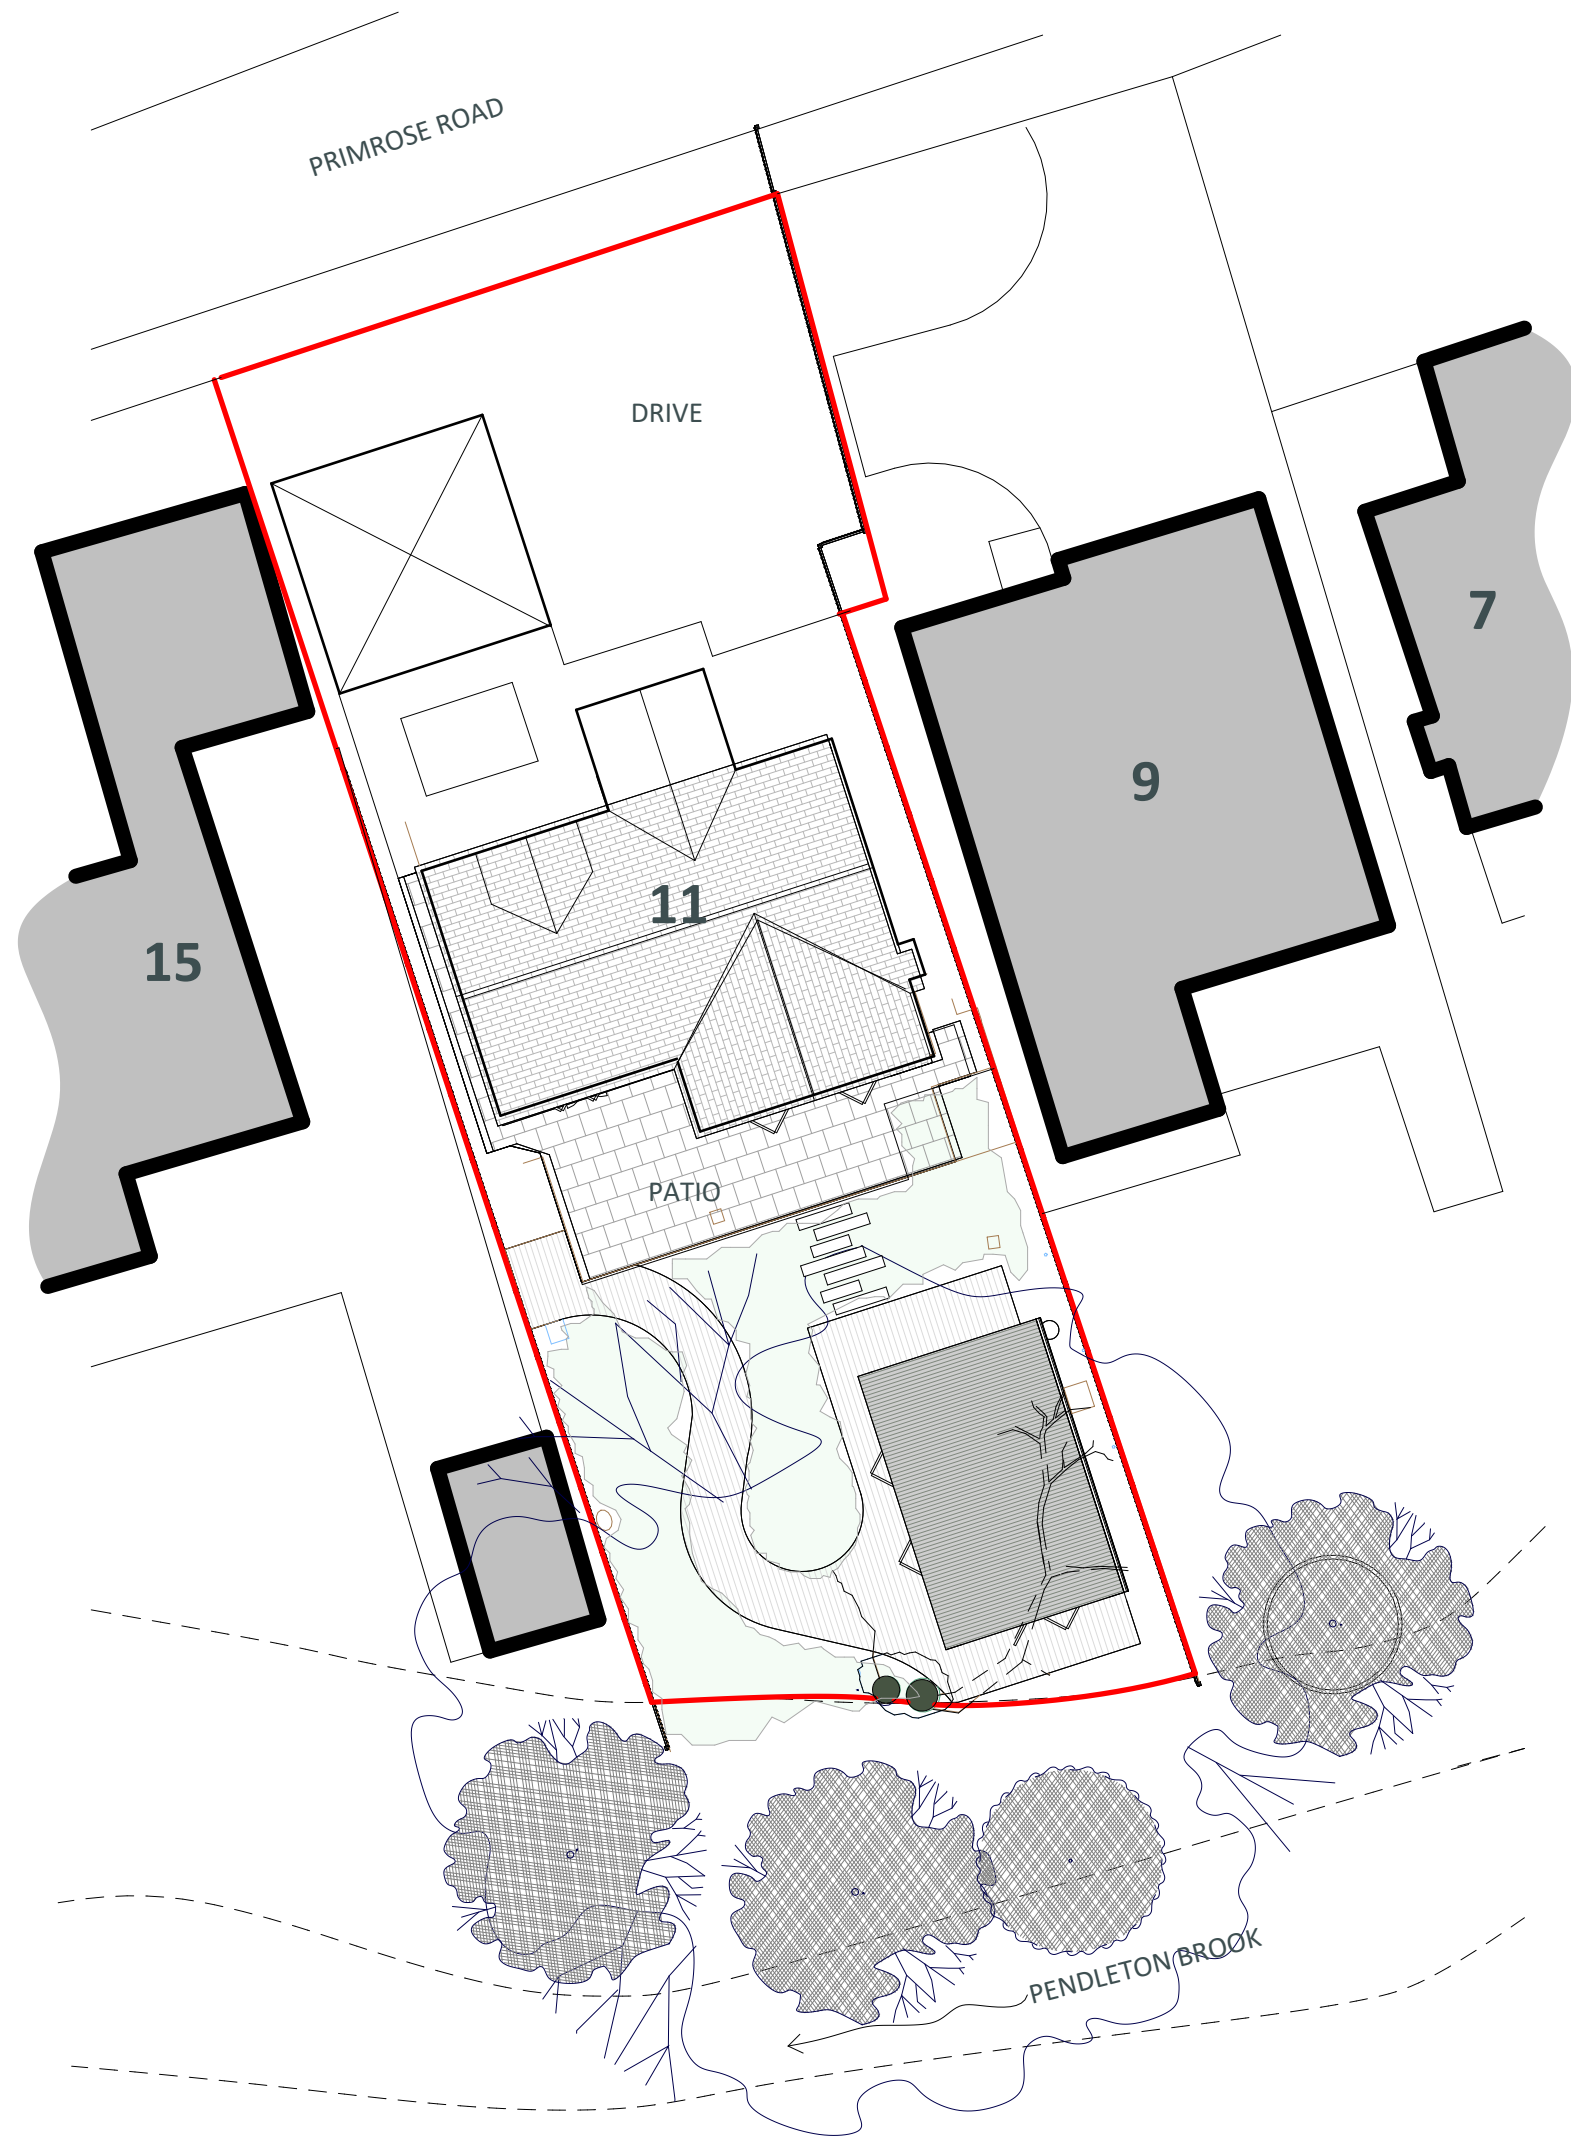 PRIMROSE ROAD
DRIVE
7
9
11
15
PATIO
PENDLETON BROOK